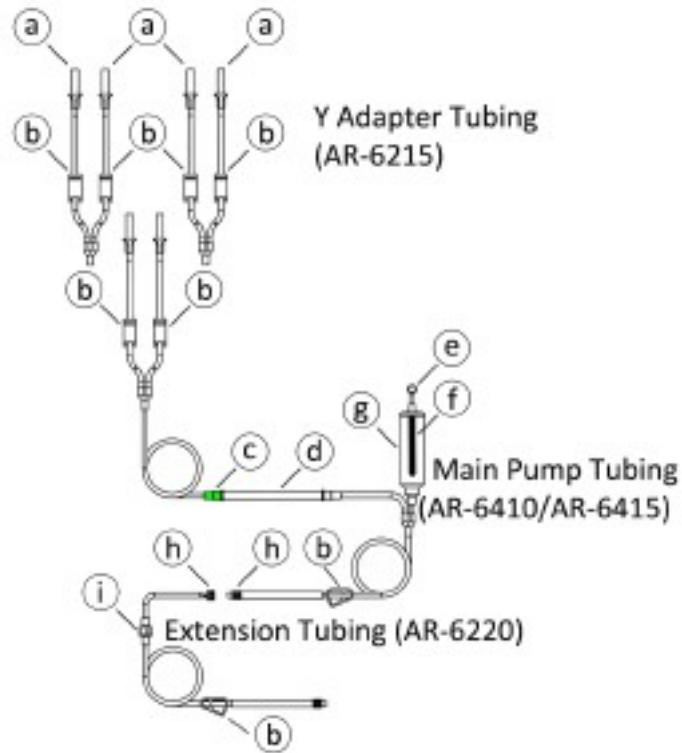 a a a
Y Adapter Tubing
(AR-6215)
b b b
b b
e
f
g
c d
Main Pump Tubing
(AR-6410/AR-6415)
h h b
i
Extension Tubing (AR-6220)
b